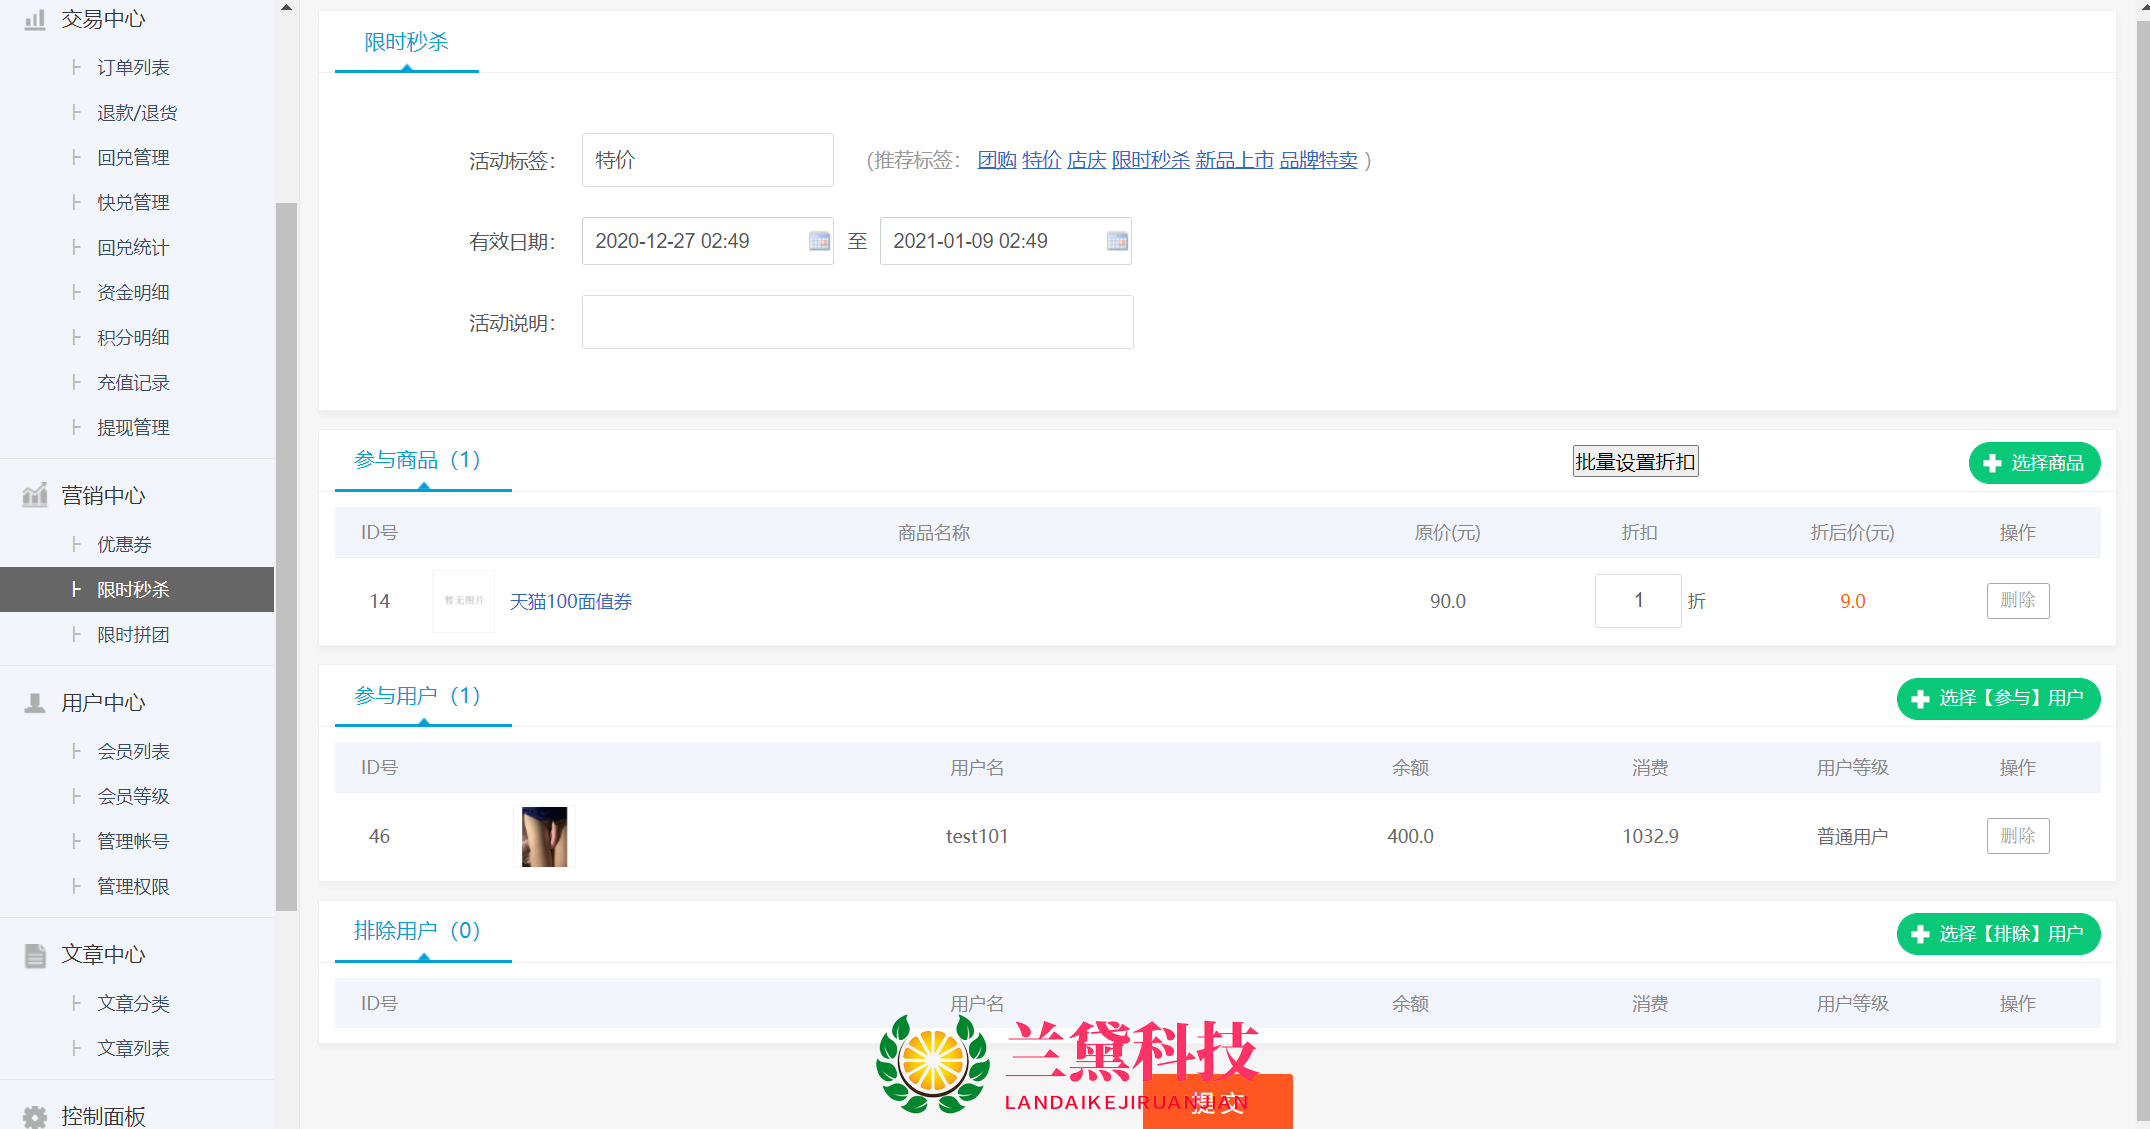 交易中心
订单列表
退款/退货
回兑管理
快兑管理
回兑统计
资金明细
积分明细
充值记录
提现管理
营销中心
优惠券
限时秒杀
限时拼团
用户中心
会员列表
会员等级
管理帐号
管理权限
文章中心
文章分类
文章列表
控制面板
限时秒杀
活动标签： 特价 (推荐标签： 团购 特价 店庆 限时秒杀 新品上市 品牌特卖 )
有效日期： 2020-12-27 02:49 至 2021-01-09 02:49
活动说明：
参与商品（1） 批量设置折扣 选择商品
ID号 商品名称 原价(元) 折扣 折后价(元) 操作
14 暂无图片 天猫100面值券 90.0 1 折 9.0 删除
参与用户（1） 选择【参与】用户
ID号 用户名 余额 消费 用户等级 操作
46 test101 400.0 1032.9 普通用户 删除
排除用户（0） 选择【排除】用户
ID号 用户名 余额 消费 用户等级 操作
兰黛科技
LANDAIKEJIRUANJIAN
提交